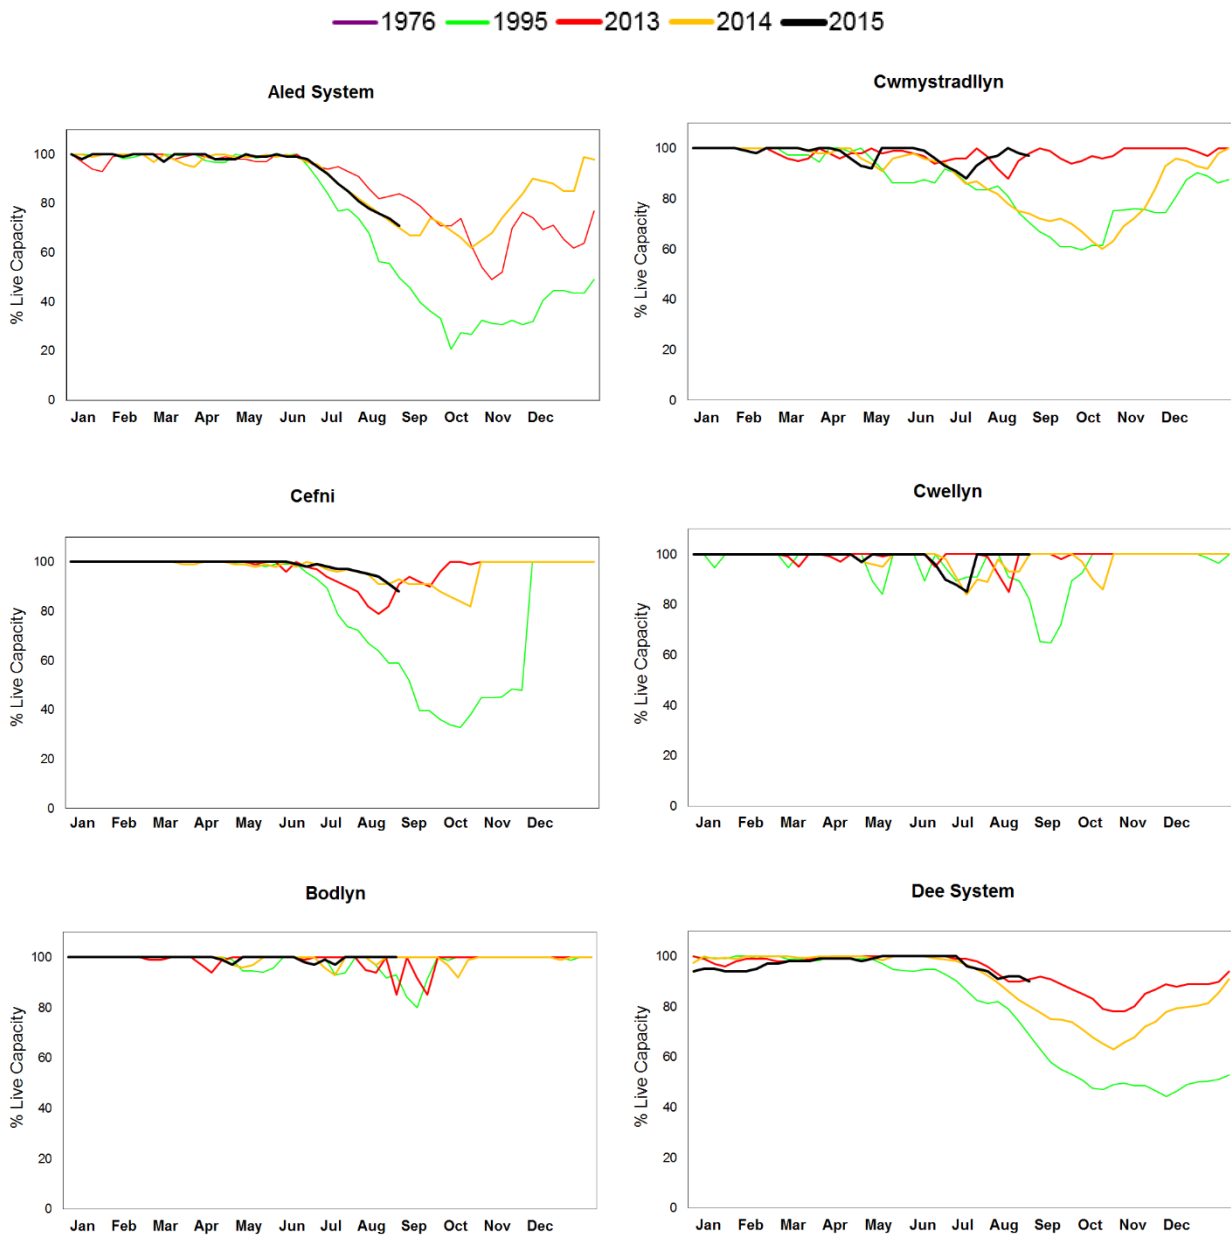 1976 1995 2013 2014 2015
Aled System
% Live Capacity
100
80
60
40
20
0
Jan Feb Mar Apr May Jun Jul Aug Sep Oct Nov Dec
Cwmystradllyn
% Live Capacity
100
80
60
40
20
0
Jan Feb Mar Apr May Jun Jul Aug Sep Oct Nov Dec
Cefni
% Live Capacity
100
80
60
40
20
0
Jan Feb Mar Apr May Jun Jul Aug Sep Oct Nov Dec
Cwellyn
% Live Capacity
100
80
60
40
20
0
Jan Feb Mar Apr May Jun Jul Aug Sep Oct Nov Dec
Bodlyn
% Live Capacity
100
80
60
40
20
0
Jan Feb Mar Apr May Jun Jul Aug Sep Oct Nov Dec
Dee System
% Live Capacity
100
80
60
40
20
0
Jan Feb Mar Apr May Jun Jul Aug Sep Oct Nov Dec